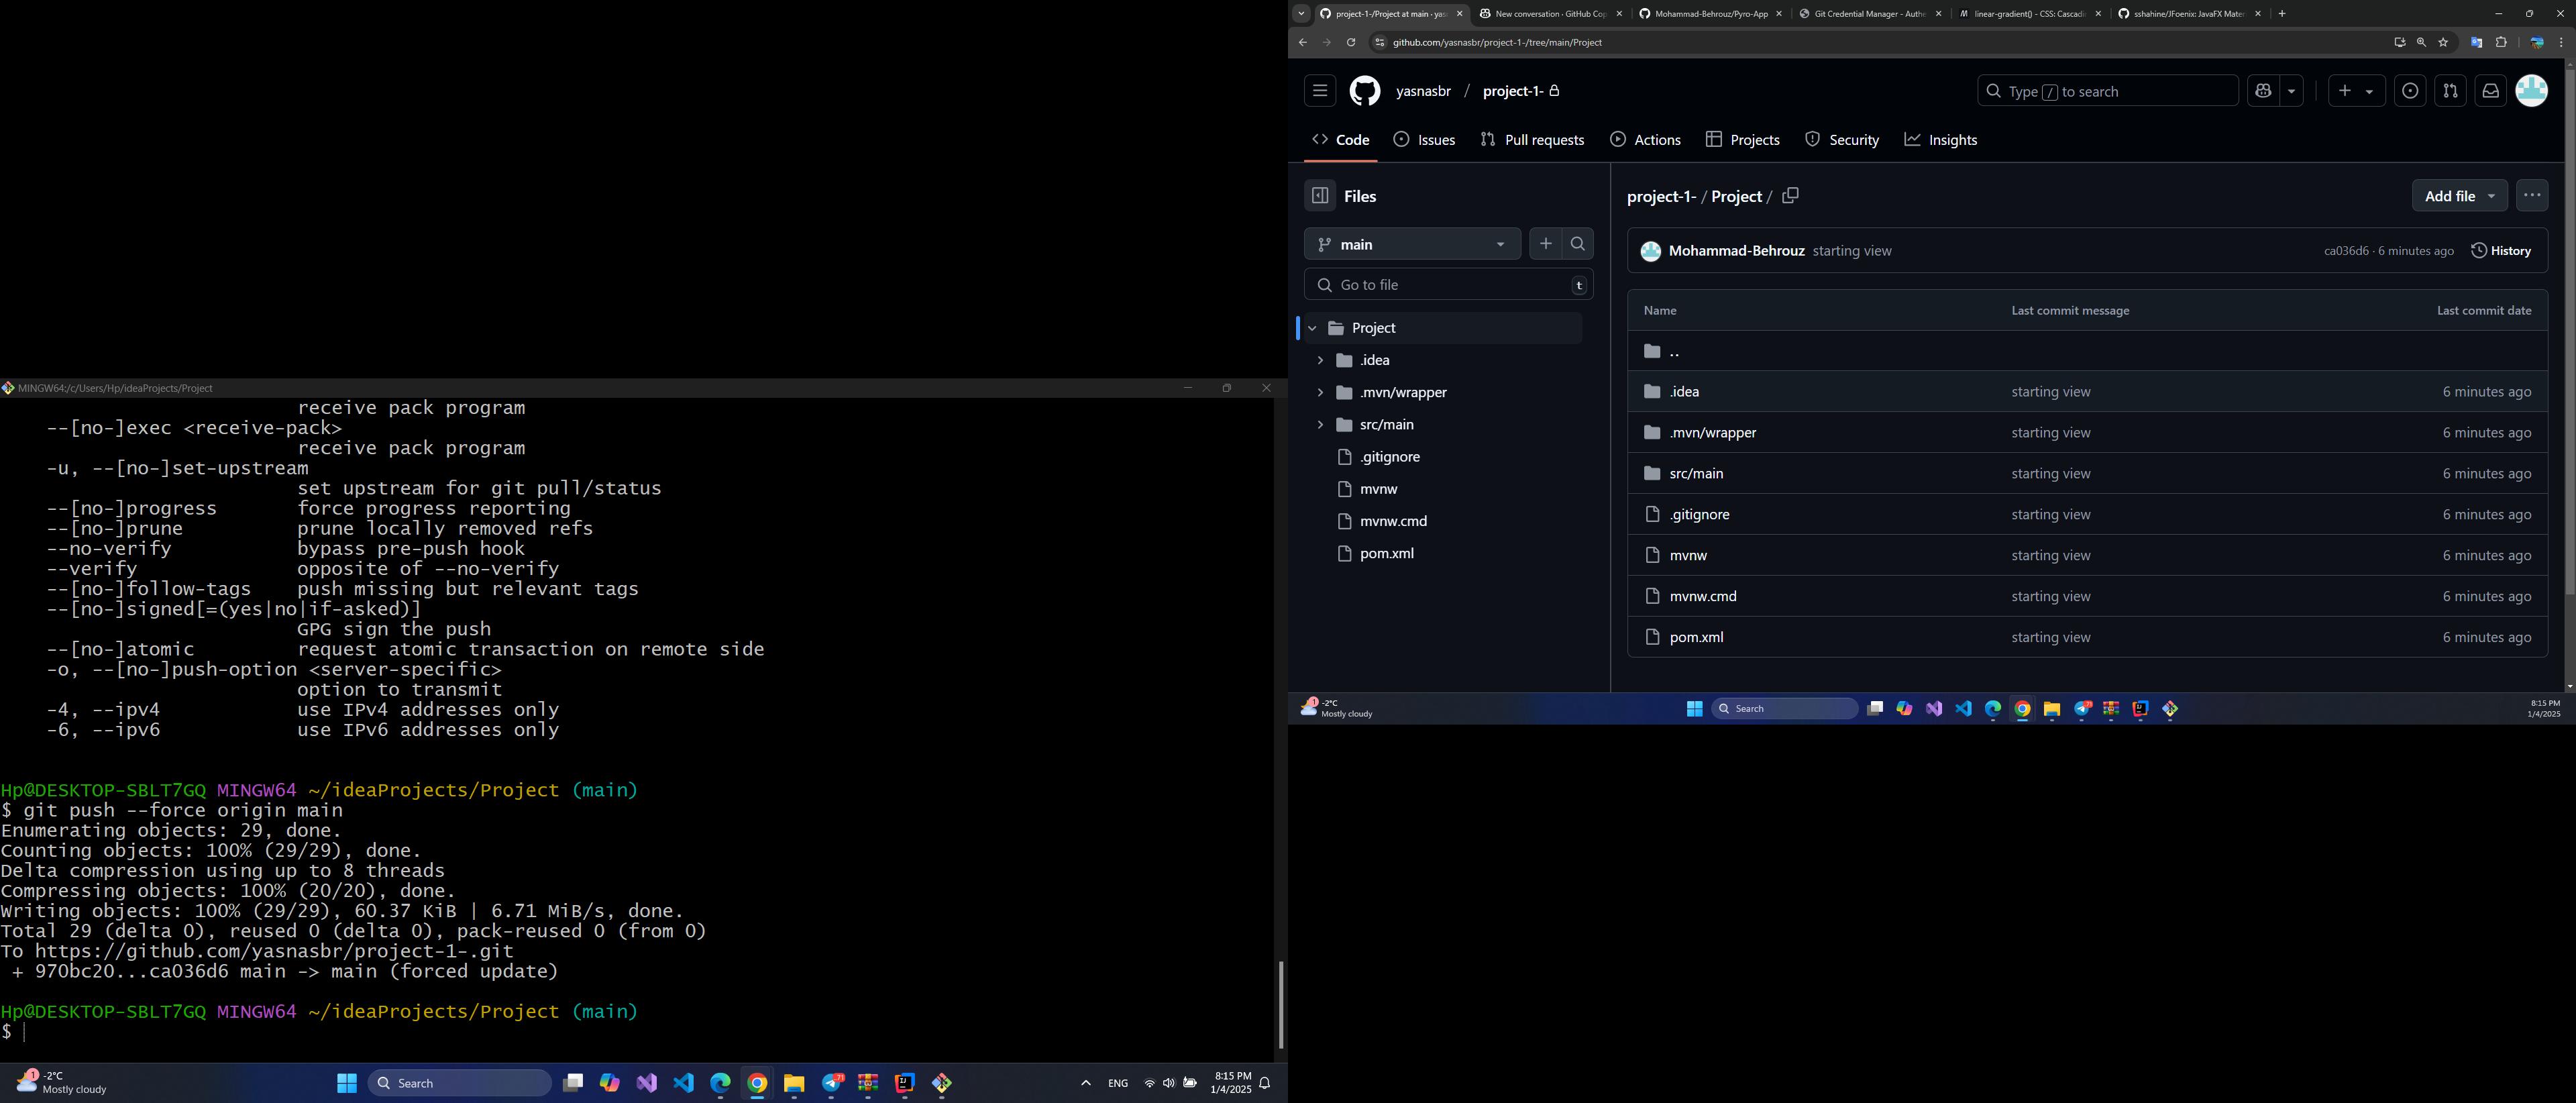 MINGW64:/c/Users/Hp/ideaProjects/Project
receive pack program
--[no-]exec <receive-pack>
receive pack program
-u, --[no-]set-upstream
set upstream for git pull/status
--[no-]progress force progress reporting
--[no-]prune prune locally removed refs
--no-verify bypass pre-push hook
--verify opposite of --no-verify
--[no-]follow-tags push missing but relevant tags
--[no-]signed[=(yes|no|if-asked)]
GPG sign the push
--[no-]atomic request atomic transaction on remote side
-o, --[no-]push-option <server-specific>
option to transmit
-4, --ipv4 use IPv4 addresses only
-6, --ipv6 use IPv6 addresses only
Hp@DESKTOP-SBLT7GQ MINGW64 ~/ideaProjects/Project (main)
$ git push --force origin main
Enumerating objects: 29, done.
Counting objects: 100% (29/29), done.
Delta compression using up to 8 threads
Compressing objects: 100% (20/20), done.
Writing objects: 100% (29/29), 60.37 KiB | 6.71 MiB/s, done.
Total 29 (delta 0), reused 0 (delta 0), pack-reused 0 (from 0)
To https://github.com/yasnasbr/project-1-.git
+ 970bc20...ca036d6 main -> main (forced update)
Hp@DESKTOP-SBLT7GQ MINGW64 ~/ideaProjects/Project (main)
$
1
-2°C
Mostly cloudy
Search
71
ENG
8:15 PM
1/4/2025
project-1-/Project at main · yas
New conversation · GitHub Cop
Mohammad-Behrouz/Pyro-App
Git Credential Manager - Authe
linear-gradient() - CSS: Cascadi
sshahine/JFoenix: JavaFX Mater
github.com/yasnasbr/project-1-/tree/main/Project
yasnasbr / project-1-
Type / to search
Code
Issues
Pull requests
Actions
Projects
Security
Insights
Files
main
Go to file
t
Project
.idea
.mvn/wrapper
src/main
.gitignore
mvnw
mvnw.cmd
pom.xml
project-1- / Project /
Add file
Mohammad-Behrouz starting view
ca036d6 · 6 minutes ago
History
Name Last commit message Last commit date
..
.idea starting view 6 minutes ago
.mvn/wrapper starting view 6 minutes ago
src/main starting view 6 minutes ago
.gitignore starting view 6 minutes ago
mvnw starting view 6 minutes ago
mvnw.cmd starting view 6 minutes ago
pom.xml starting view 6 minutes ago
1
-2°C
Mostly cloudy
Search
71
8:15 PM
1/4/2025